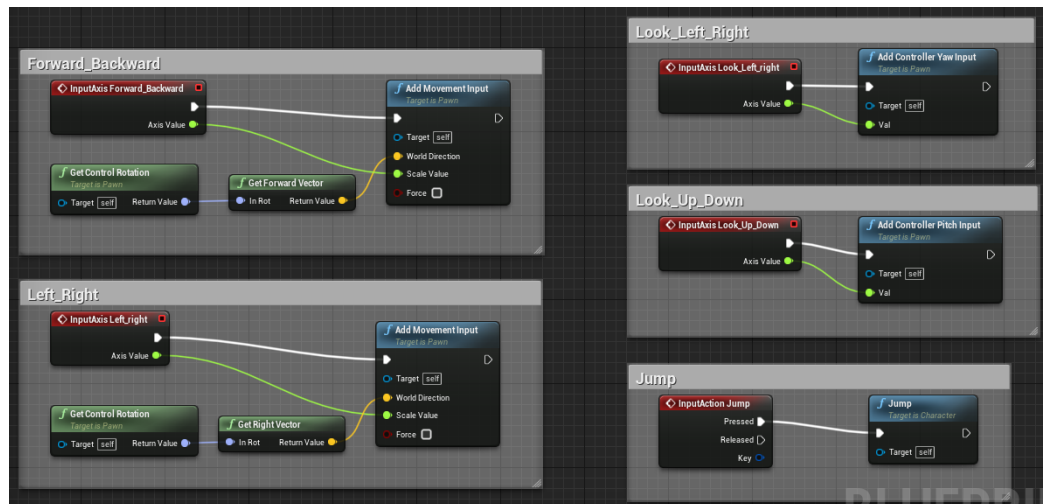 Forward_Backward
InputAxis Forward_Backward
Axis Value
Add Movement Input
Target is Pawn
Target self
World Direction
Scale Value
Force
Get Control Rotation
Target is Pawn
Target self Return Value
Get Forward Vector
In Rot Return Value
Left_Right
InputAxis Left_right
Axis Value
Add Movement Input
Target is Pawn
Target self
World Direction
Scale Value
Force
Get Control Rotation
Target is Pawn
Target self Return Value
Get Right Vector
In Rot Return Value
Look_Left_Right
InputAxis Look_Left_right
Axis Value
Add Controller Yaw Input
Target is Pawn
Target self
Val
Look_Up_Down
InputAxis Look_Up_Down
Axis Value
Add Controller Pitch Input
Target is Pawn
Target self
Val
Jump
InputAction Jump
Pressed
Released
Key
Jump
Target is Character
Target self